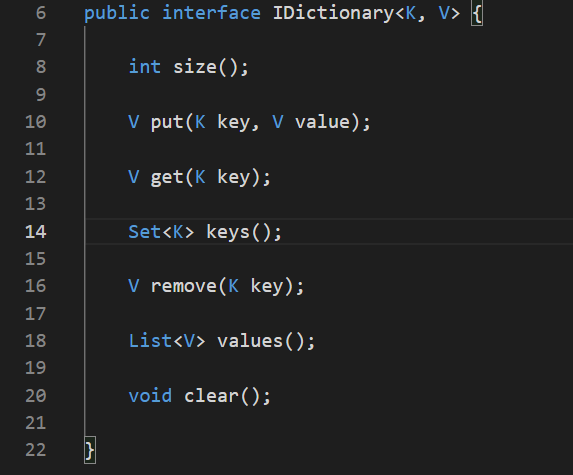 6 public interface IDictionary<K, V> {
7
8 int size();
9
10 V put(K key, V value);
11
12 V get(K key);
13
14 Set<K> keys();
15
16 V remove(K key);
17
18 List<V> values();
19
20 void clear();
21
22 }